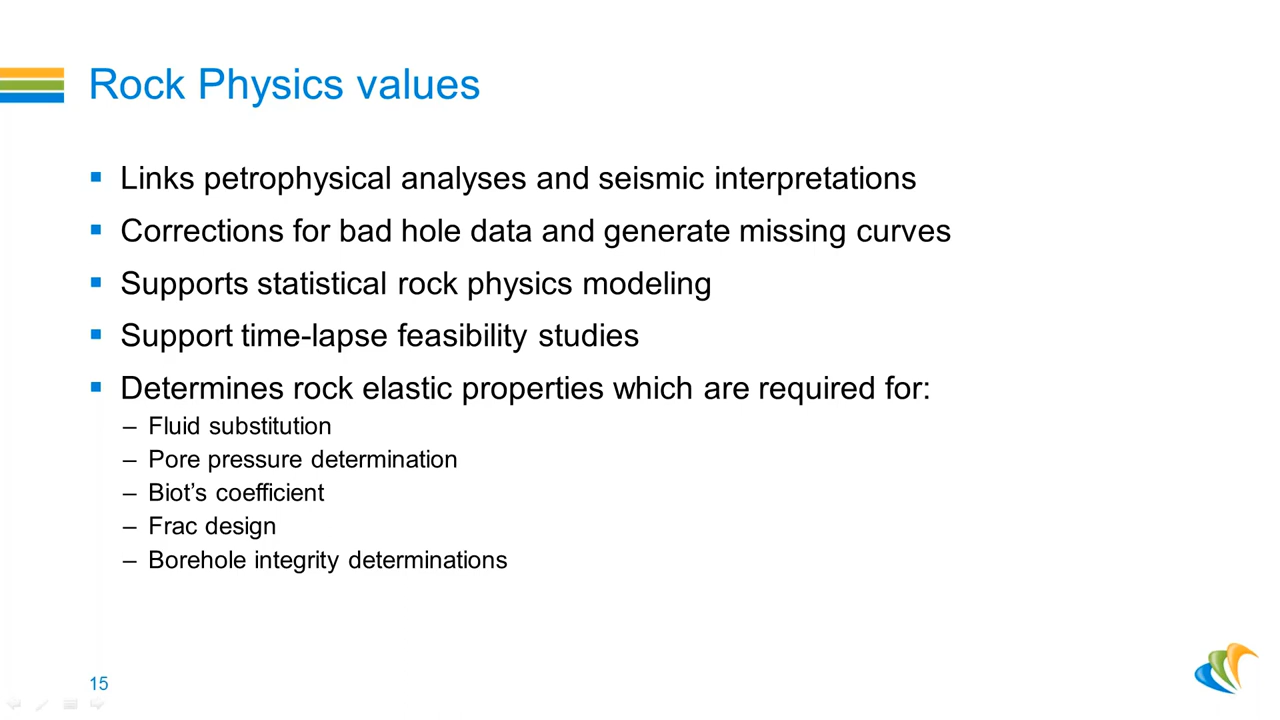 Rock Physics values
▪ Links petrophysical analyses and seismic interpretations
▪ Corrections for bad hole data and generate missing curves
▪ Supports statistical rock physics modeling
▪ Support time-lapse feasibility studies
▪ Determines rock elastic properties which are required for:
– Fluid substitution
– Pore pressure determination
– Biot’s coefficient
– Frac design
– Borehole integrity determinations
15